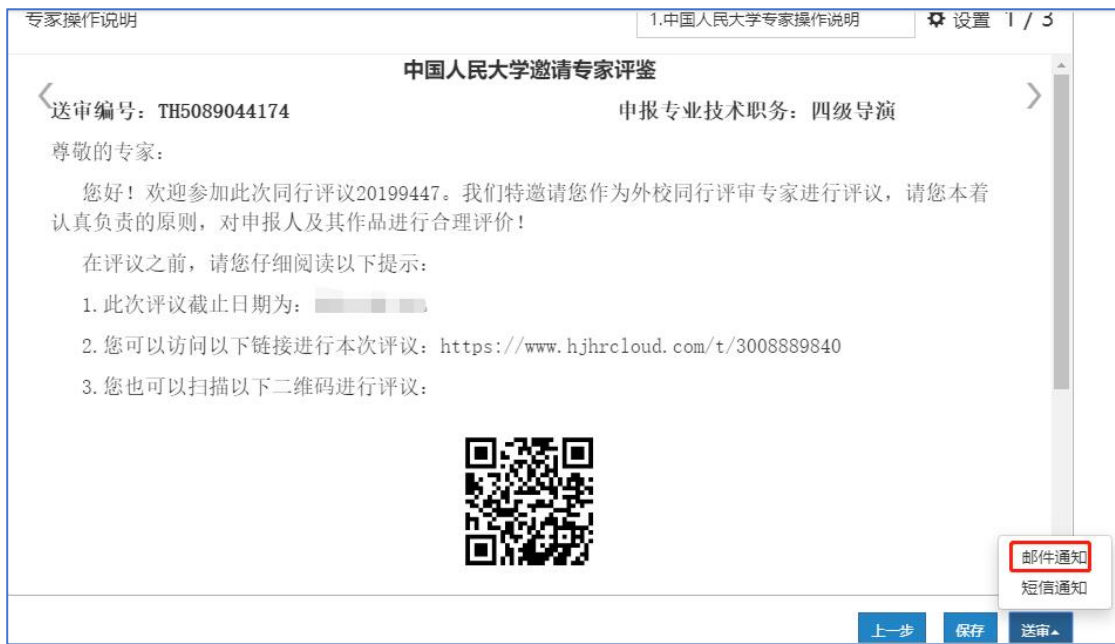 专家操作说明
1.中国人民大学专家操作说明
设置 1 / 3
中国人民大学邀请专家评鉴
送审编号：TH5089044174
申报专业技术职务：四级导演
尊敬的专家：
您好！欢迎参加此次同行评议20199447。我们特邀请您作为外校同行评审专家进行评议，请您本着
认真负责的原则，对申报人及其作品进行合理评价！
在评议之前，请您仔细阅读以下提示：
1.此次评议截止日期为：
2.您可以访问以下链接进行本次评议：https://www.hjhrcloud.com/t/3008889840
3.您也可以扫描以下二维码进行评议：
邮件通知
短信通知
上一步
保存
送审